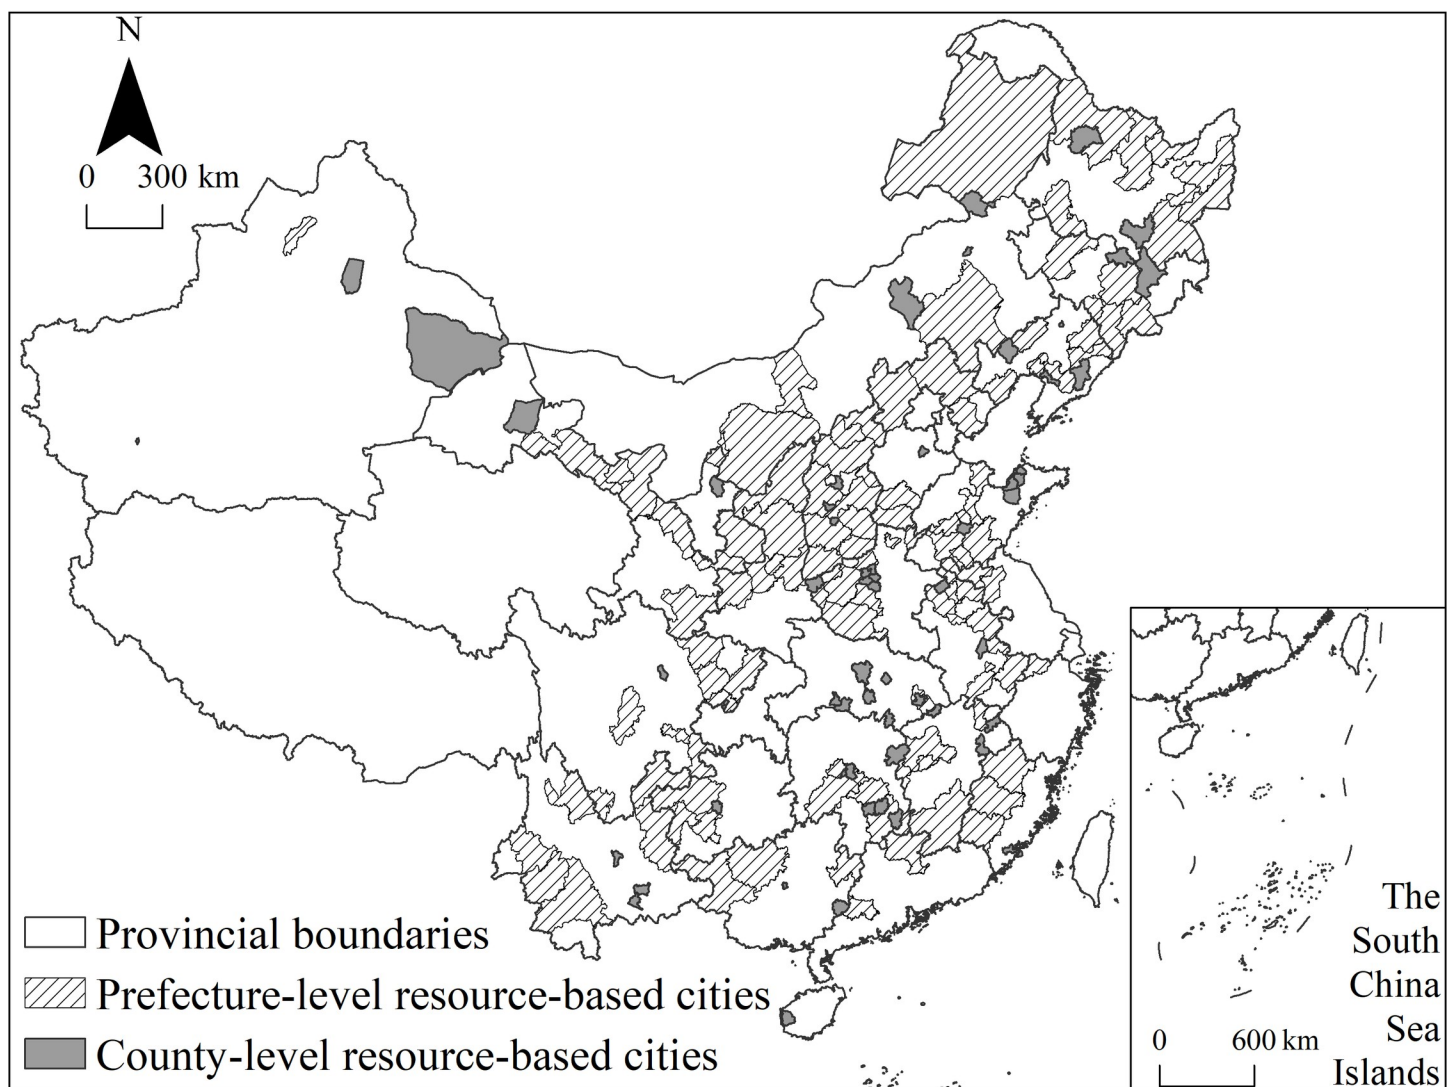 N
0 300 km
Provincial boundaries
Prefecture-level resource-based cities
County-level resource-based cities
The
South
China
Sea
Islands
0 600 km